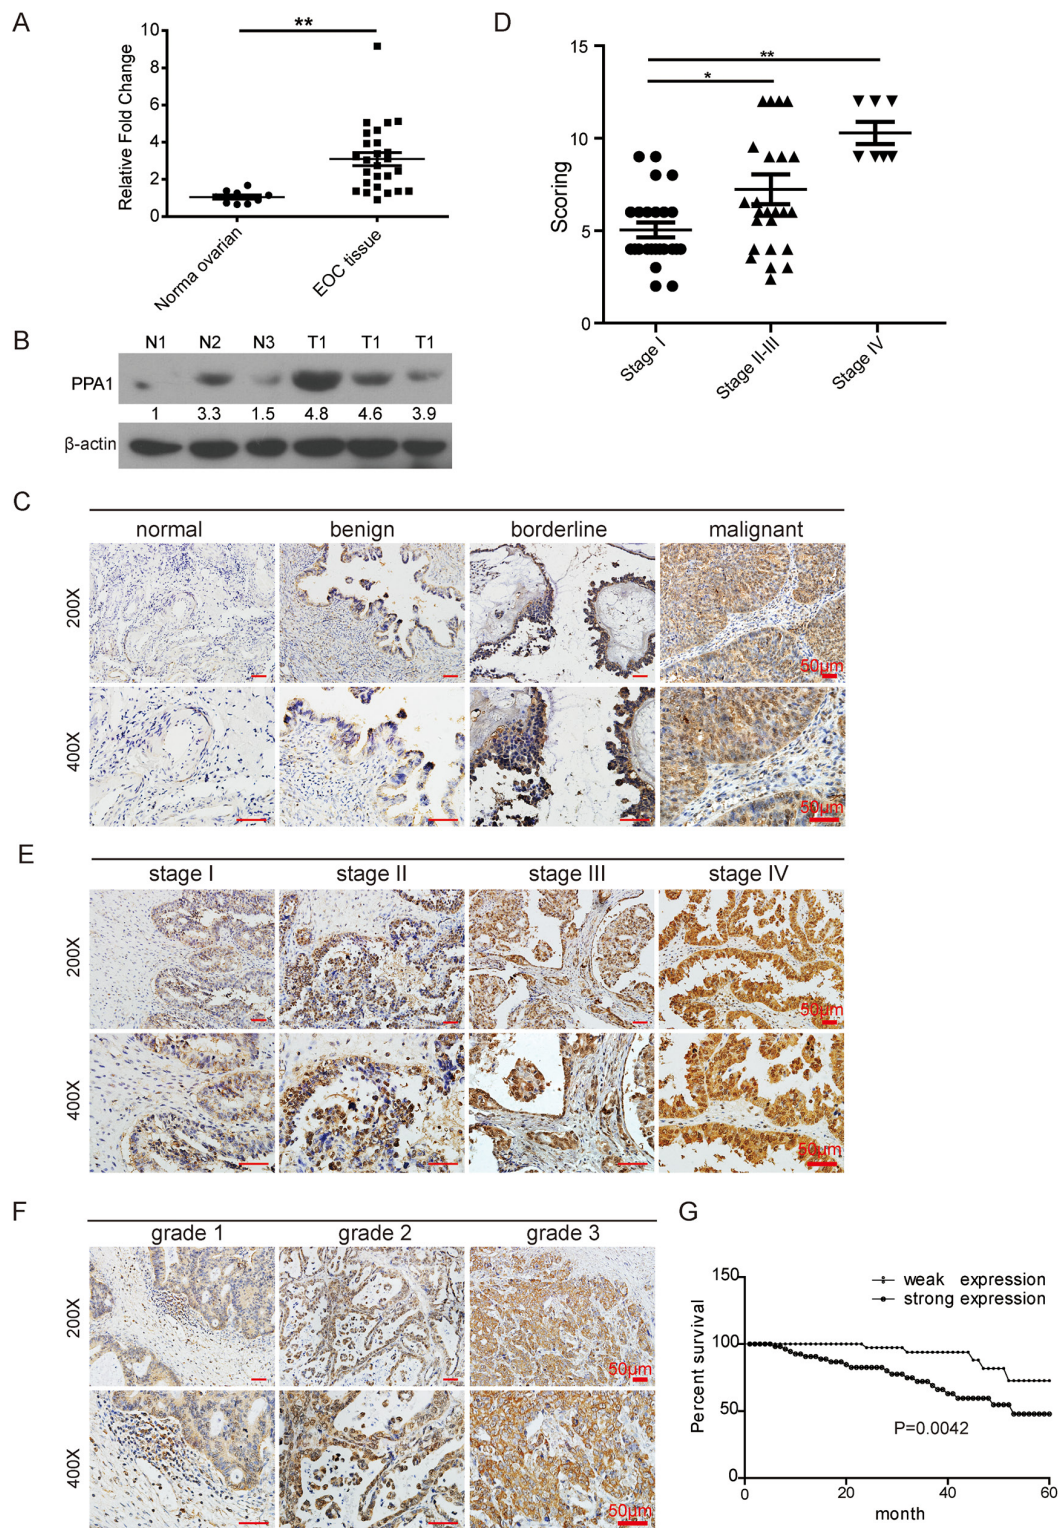 A
**
Relative Fold Change
10
8
6
4
2
0
Norma ovarian
EOC tissue
D
**
*
Scoring
15
10
5
0
Stage I
Stage II-III
Stage IV
B
N1 N2 N3 T1 T1 T1
PPA1
1 3.3 1.5 4.8 4.6 3.9
β-actin
C
normal benign borderline malignant
200X
50μm
400X
50μm
E
stage I stage II stage III stage IV
200X
50μm
400X
50μm
F
grade 1 grade 2 grade 3
200X
50μm
400X
50μm
G
weak expression
strong expression
Percent survival
150
100
50
0
P=0.0042
0 20 40 60
month